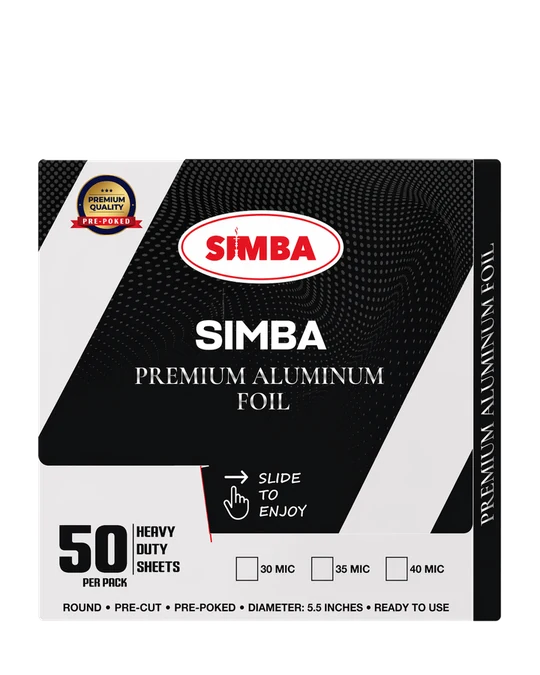 PREMIUM
QUALITY
PRE-POKED
SIMBA
SIMBA
PREMIUM ALUMINUM
FOIL
SLIDE
TO
ENJOY
50
HEAVY
DUTY
SHEETS
PER PACK
30 MIC
35 MIC
40 MIC
ROUND • PRE-CUT • PRE-POKED • DIAMETER: 5.5 INCHES • READY TO USE
PREMIUM ALUMINUM FOIL